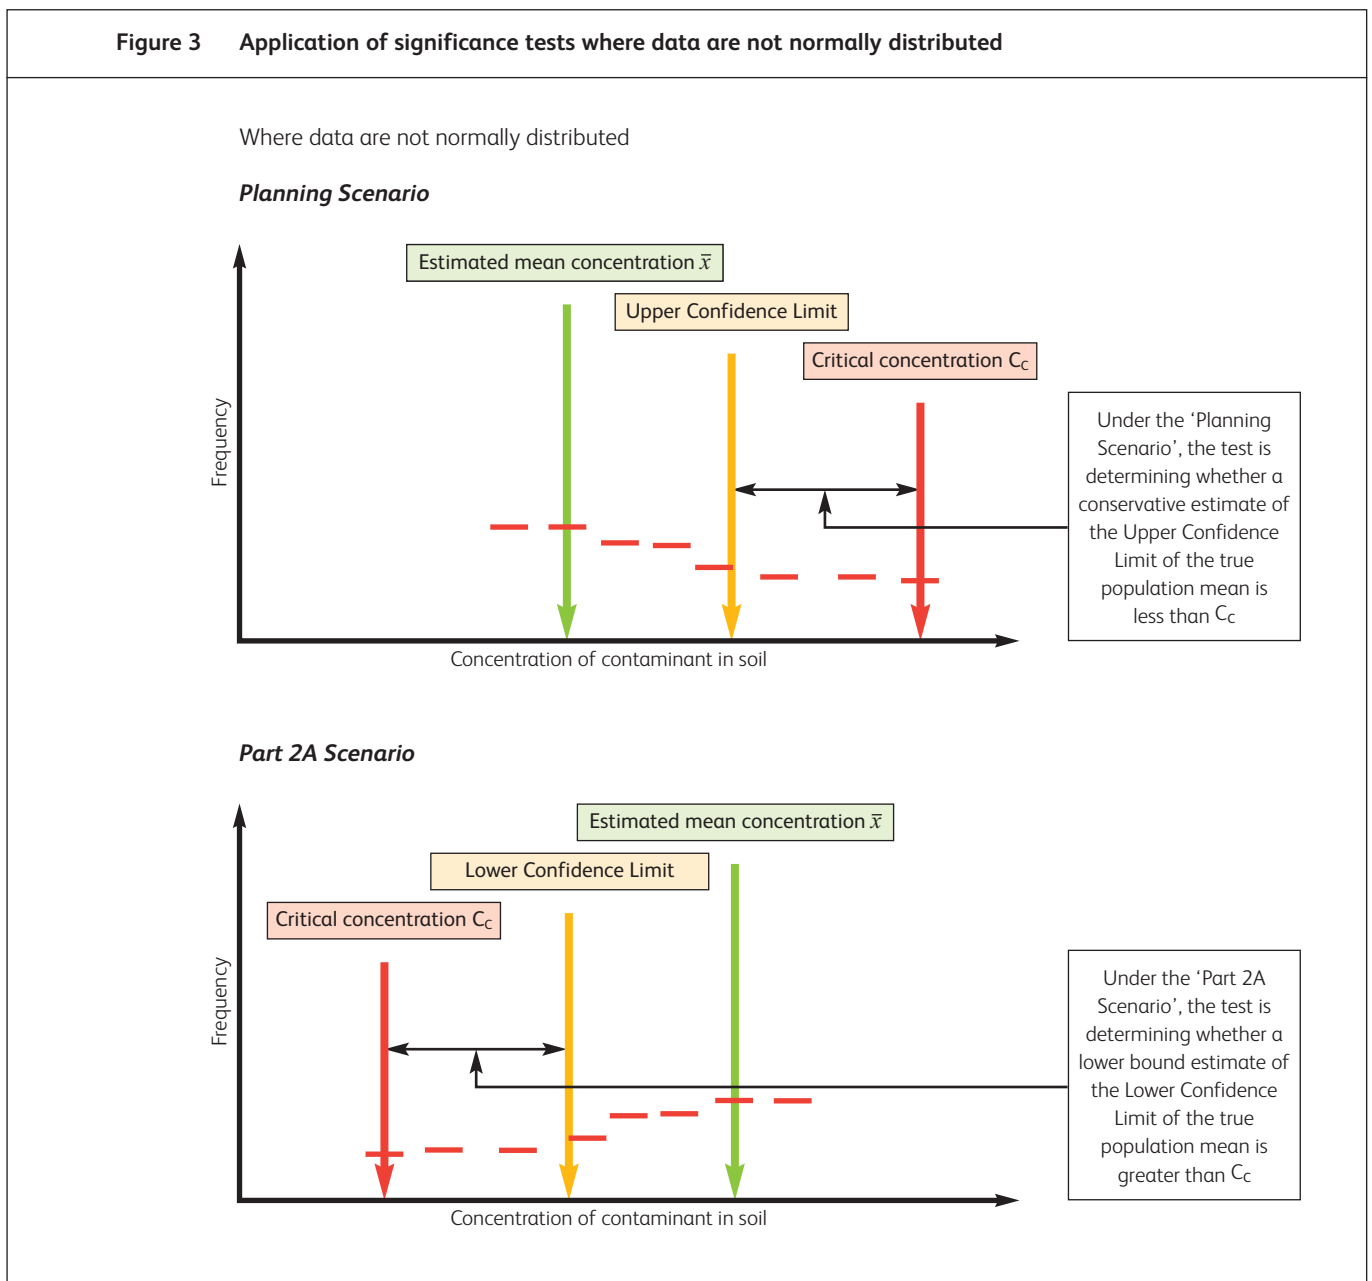 Figure 3 Application of significance tests where data are not normally distributed
Where data are not normally distributed
Planning Scenario
Estimated mean concentration x̅
Upper Confidence Limit
Critical concentration Cc
Frequency
Under the ‘Planning
Scenario’, the test is
determining whether a
conservative estimate of
the Upper Confidence
Limit of the true
population mean is
less than Cc
Concentration of contaminant in soil
Part 2A Scenario
Estimated mean concentration x̅
Lower Confidence Limit
Critical concentration Cc
Frequency
Under the ‘Part 2A
Scenario’, the test is
determining whether a
lower bound estimate of
the Lower Confidence
Limit of the true
population mean is
greater than Cc
Concentration of contaminant in soil